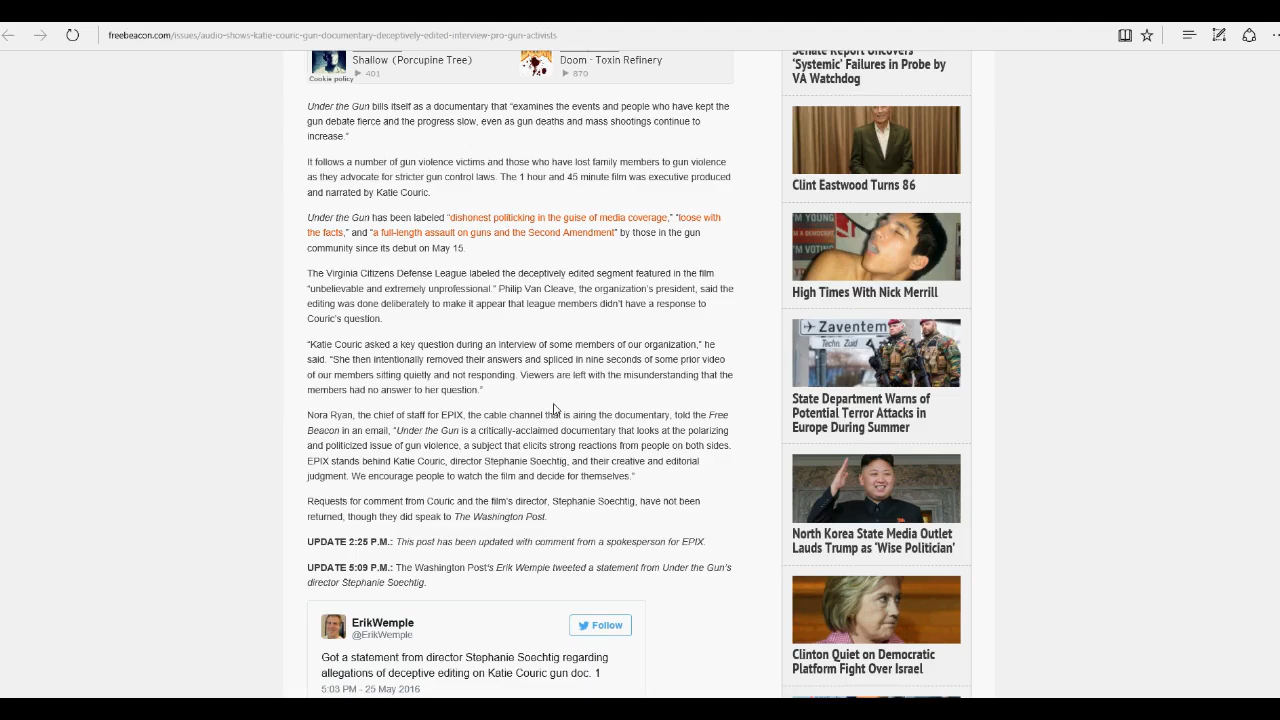 freebeacon.com/issues/audio-shows-katie-couric-gun-documentary-deceptively-edited-interview-pro-gun-activists
Shallow (Porcupine Tree)
401
Cookie policy
Doom - Toxin Refinery
870
Under the Gun bills itself as a documentary that “examines the events and people who have kept the
gun debate fierce and the progress slow, even as gun deaths and mass shootings continue to
increase.”
It follows a number of gun violence victims and those who have lost family members to gun violence
as they advocate for stricter gun control laws. The 1 hour and 45 minute film was executive produced
and narrated by Katie Couric.
Under the Gun has been labeled “dishonest politicking in the guise of media coverage,” “loose with
the facts,” and “a full-length assault on guns and the Second Amendment” by those in the gun
community since its debut on May 15.
The Virginia Citizens Defense League labeled the deceptively edited segment featured in the film
“unbelievable and extremely unprofessional.” Philip Van Cleave, the organization’s president, said the
editing was done deliberately to make it appear that league members didn’t have a response to
Couric’s question.
“Katie Couric asked a key question during an interview of some members of our organization,” he
said. “She then intentionally removed their answers and spliced in nine seconds of some prior video
of our members sitting quietly and not responding. Viewers are left with the misunderstanding that the
members had no answer to her question.”
Nora Ryan, the chief of staff for EPIX, the cable channel that is airing the documentary, told the Free
Beacon in an email, “Under the Gun is a critically-acclaimed documentary that looks at the polarizing
and politicized issue of gun violence, a subject that elicits strong reactions from people on both sides.
EPIX stands behind Katie Couric, director Stephanie Soechtig, and their creative and editorial
judgment. We encourage people to watch the film and decide for themselves.”
Requests for comment from Couric and the film’s director, Stephanie Soechtig, have not been
returned, though they did speak to The Washington Post.
UPDATE 2:25 P.M.: This post has been updated with comment from a spokesperson for EPIX.
UPDATE 5:09 P.M.: The Washington Post’s Erik Wemple tweeted a statement from Under the Gun’s
director Stephanie Soechtig.
ErikWemple
@ErikWemple
Follow
Got a statement from director Stephanie Soechtig regarding
allegations of deceptive editing on Katie Couric gun doc. 1
5:03 PM - 25 May 2016
Senate Report Uncovers
‘Systemic’ Failures in Probe by
VA Watchdog
Clint Eastwood Turns 86
I'M A DEMOCRAT
I'M VOTING
High Times With Nick Merrill
Zaventem
Techn. Zuid
State Department Warns of
Potential Terror Attacks in
Europe During Summer
North Korea State Media Outlet
Lauds Trump as ‘Wise Politician’
Clinton Quiet on Democratic
Platform Fight Over Israel